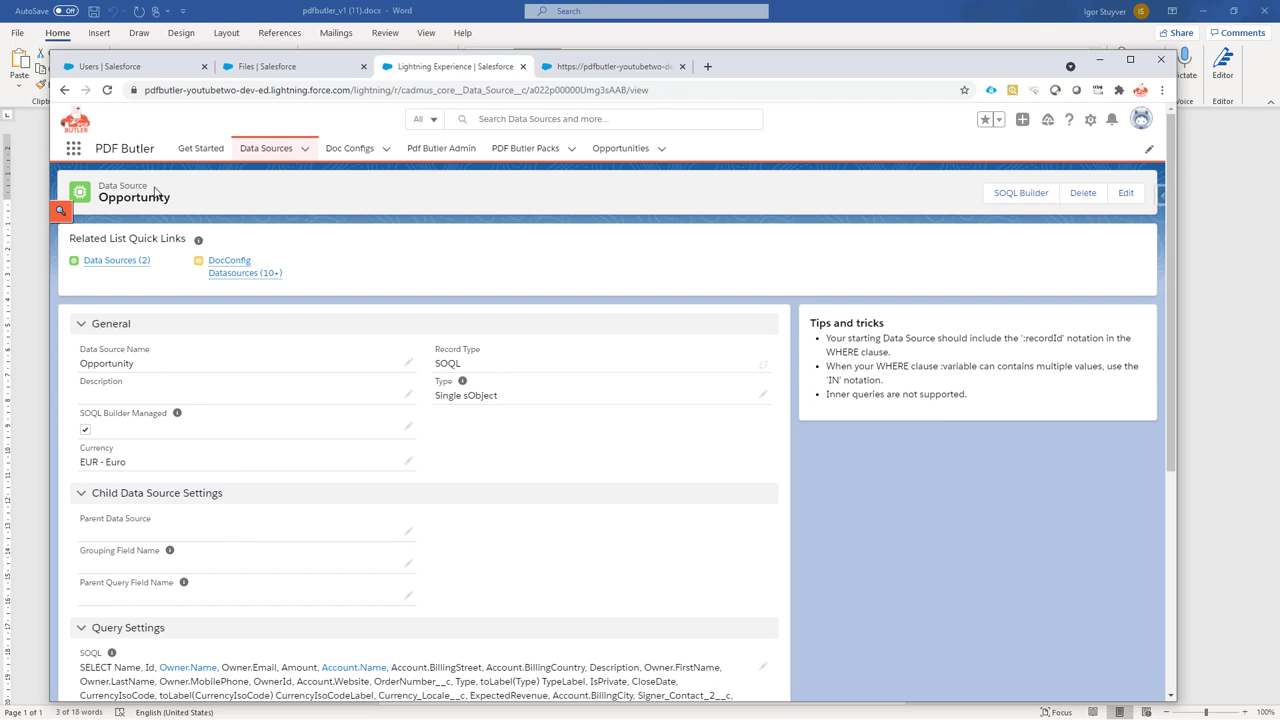 AutoSave Off
pdfbutler_v1 (11).docx - Word
Search
Igor Stuyver IS
File Home Insert Draw Design Layout References Mailings Review View Help
Share Comments
Paste
Clipb
ictate
Voice
Editor
Editor
Users | Salesforce
Files | Salesforce
Lightning Experience | Salesforce
https://pdfbutler-youtubetwo-d
pdfbutler-youtubetwo-dev-ed.lightning.force.com/lightning/r/cadmus_core__Data_Source__c/a022p00000Umg3sAAB/view
BUTLER
All
Search Data Sources and more...
PDF Butler
Get Started
Data Sources
Doc Configs
Pdf Butler Admin
PDF Butler Packs
Opportunities
Data Source
Opportunity
SOQL Builder
Delete
Edit
Related List Quick Links
Data Sources (2)
DocConfig
Datasources (10+)
General
Data Source Name
Opportunity
Record Type
SOQL
Description
Type
Single sObject
SOQL Builder Managed
Currency
EUR - Euro
Child Data Source Settings
Parent Data Source
Grouping Field Name
Parent Query Field Name
Query Settings
SOQL
SELECT Name, Id, Owner.Name, Owner.Email, Amount, Account.Name, Account.BillingStreet, Account.BillingCountry, Description, Owner.FirstName,
Owner.LastName, Owner.MobilePhone, OwnerId, Account.Website, OrderNumber__c, Type, toLabel(Type) TypeLabel, IsPrivate, CloseDate,
CurrencyIsoCode, toLabel(CurrencyIsoCode) CurrencyIsoCodeLabel, Currency_Locale__c, ExpectedRevenue, Account.BillingCity, Signer_Contact_2__c,
Tips and tricks
Your starting Data Source should include the ':recordId' notation in the
WHERE clause.
When your WHERE clause :variable can contains multiple values, use the
'IN' notation.
Inner queries are not supported.
Page 1 of 1
3 of 18 words
English (United States)
Focus
100%